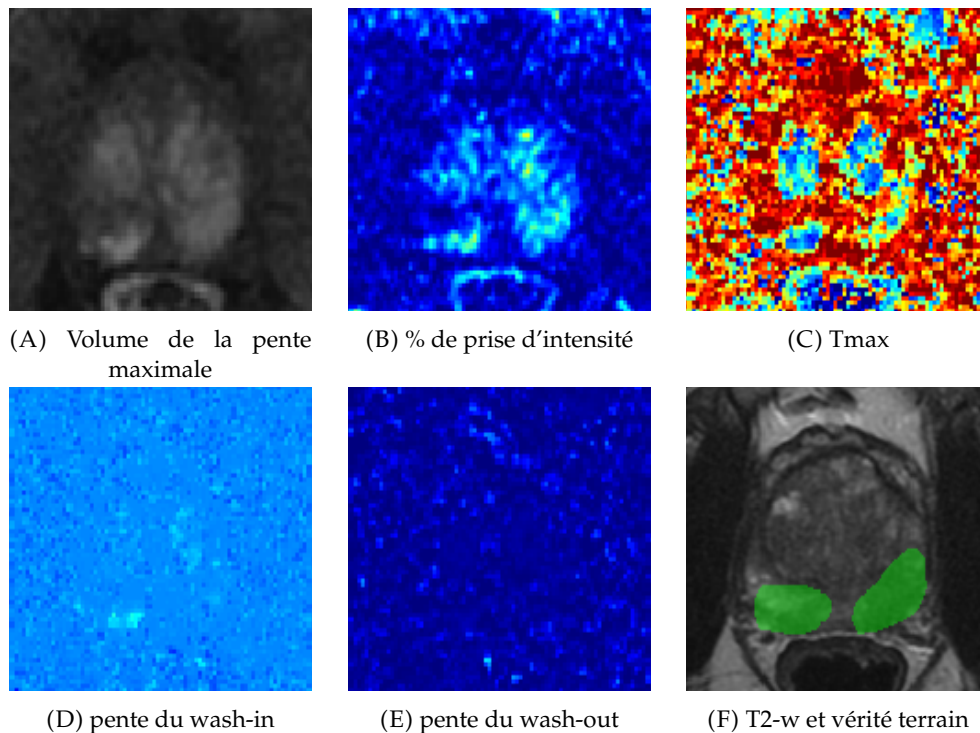 (A) Volume de la pente
maximale
(B) % de prise d'intensité
(C) Tmax
(D) pente du wash-in
(E) pente du wash-out
(F) T2-w et vérité terrain